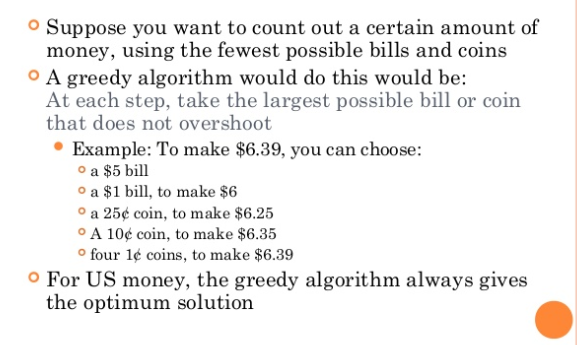 Suppose you want to count out a certain amount of
money, using the fewest possible bills and coins
A greedy algorithm would do this would be:
At each step, take the largest possible bill or coin
that does not overshoot
Example: To make $6.39, you can choose:
a $5 bill
a $1 bill, to make $6
a 25¢ coin, to make $6.25
A 10¢ coin, to make $6.35
four 1¢ coins, to make $6.39
For US money, the greedy algorithm always gives
the optimum solution